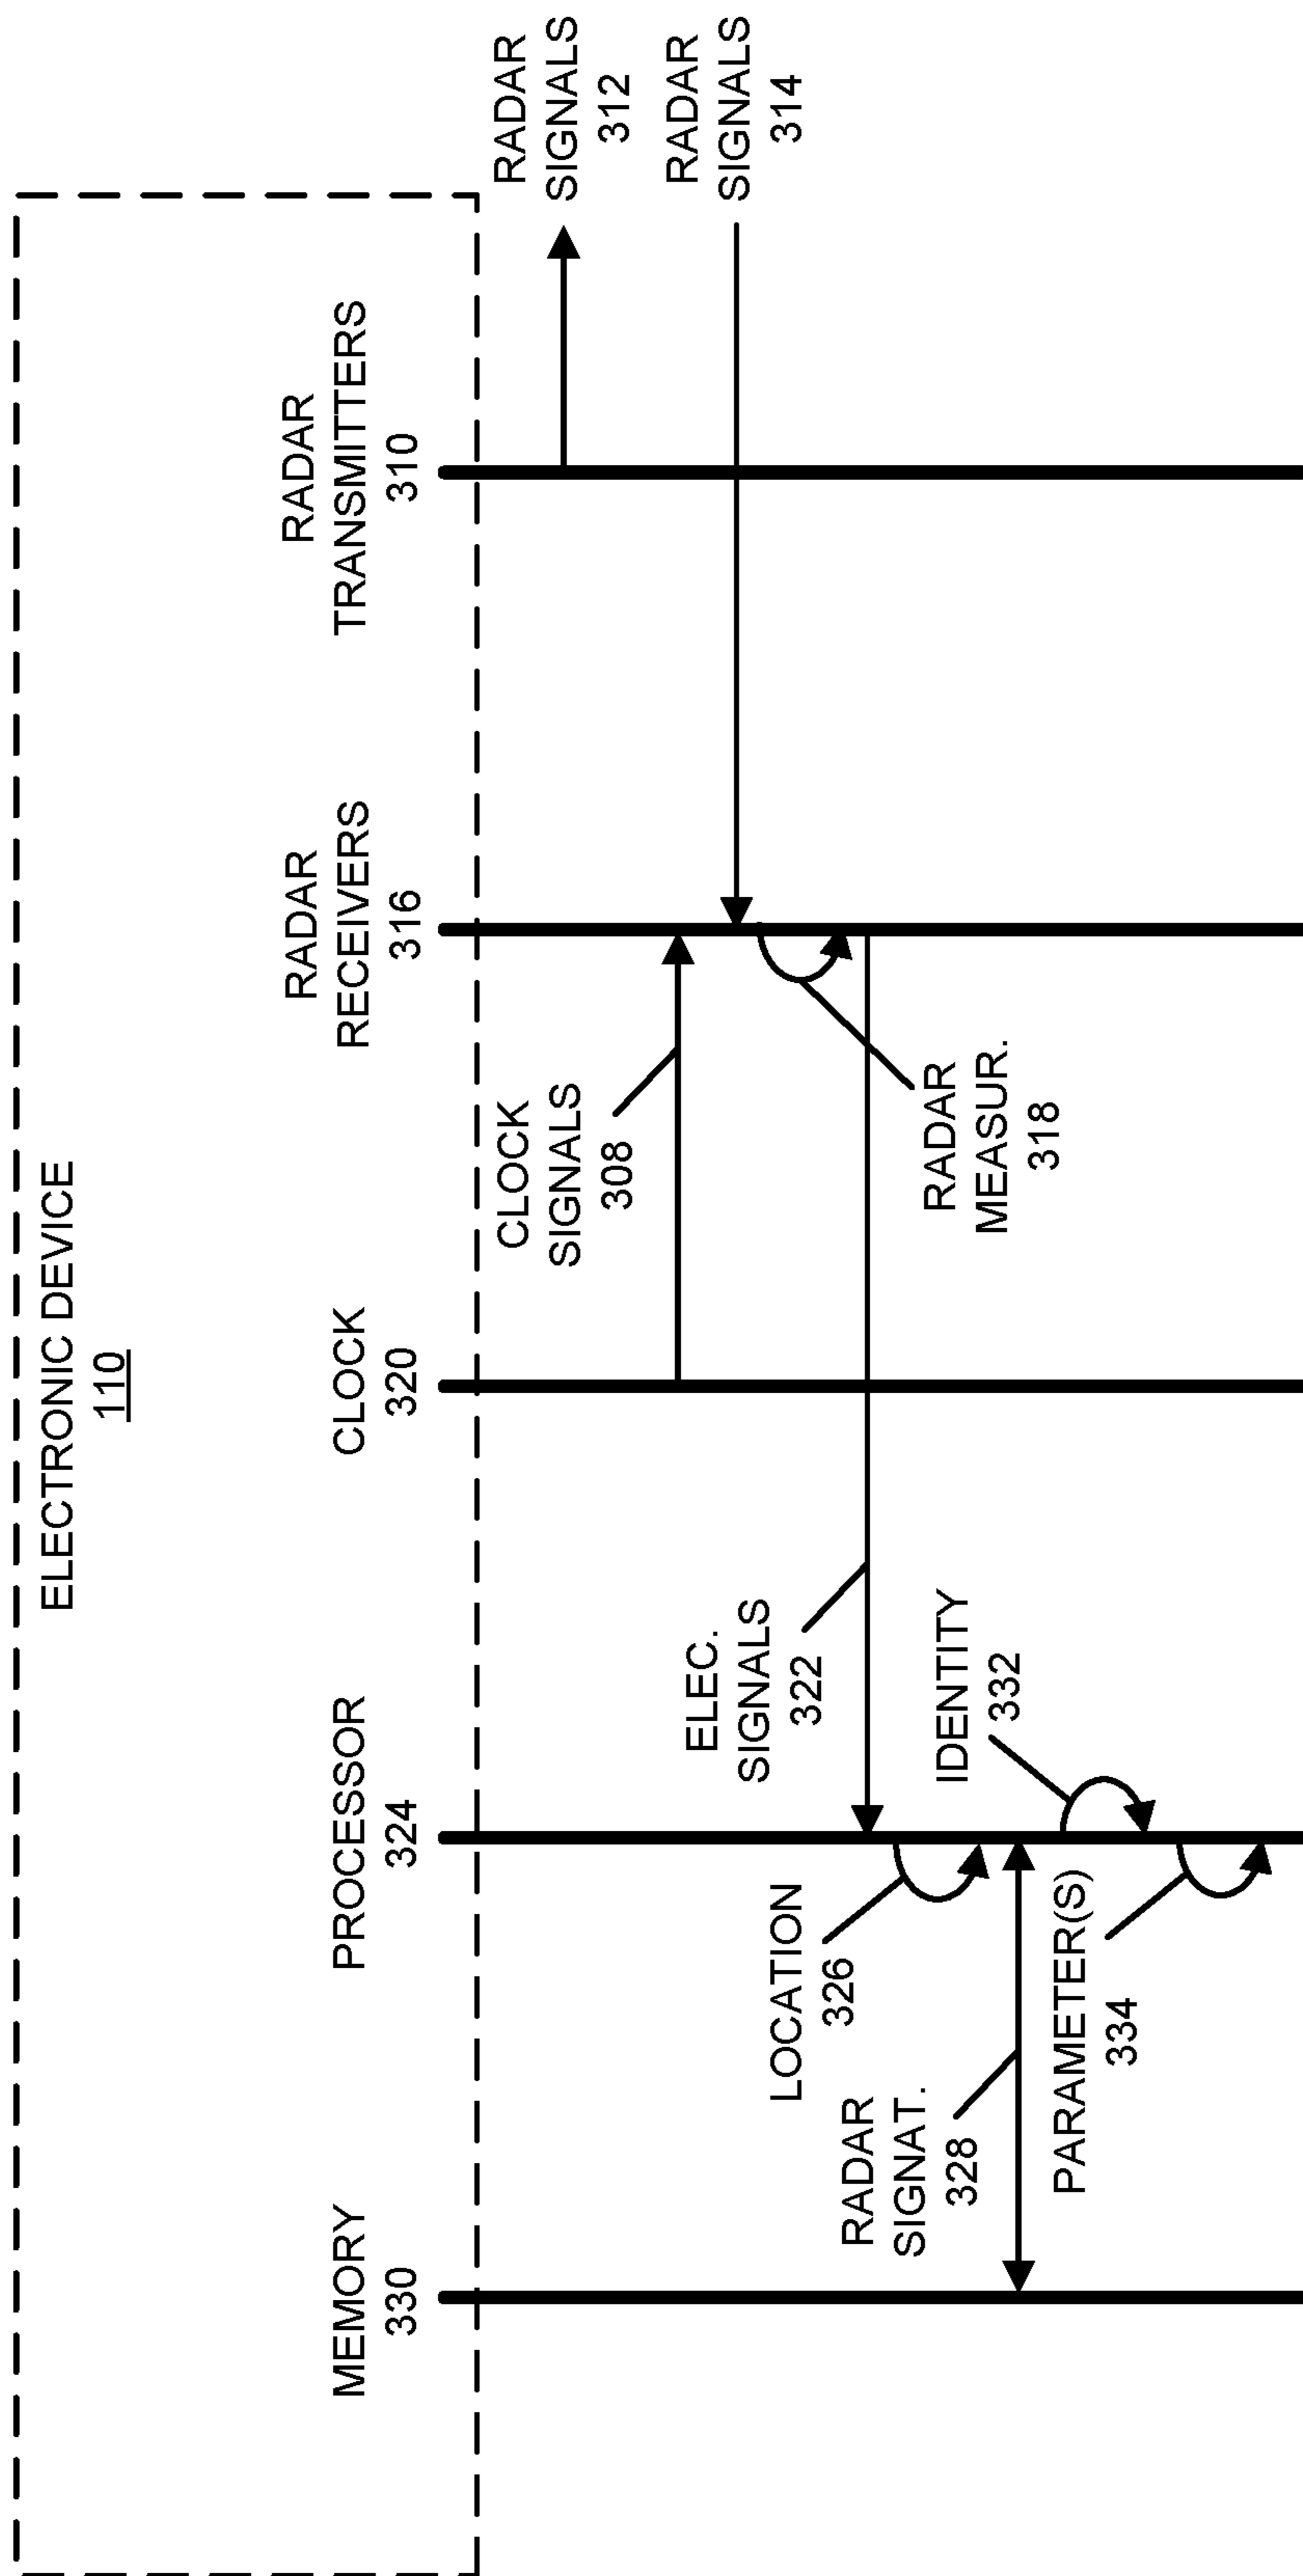 ELECTRONIC DEVICE
110
MEMORY
330
PROCESSOR
324
CLOCK
320
RADAR
RECEIVERS
316
RADAR
TRANSMITTERS
310
RADAR
SIGNALS
312
CLOCK
SIGNALS
308
RADAR
SIGNALS
314
RADAR
MEASUR.
318
ELEC.
SIGNALS
322
LOCATION
326
RADAR
SIGNAT.
328
IDENTITY
332
PARAMETER(S)
334